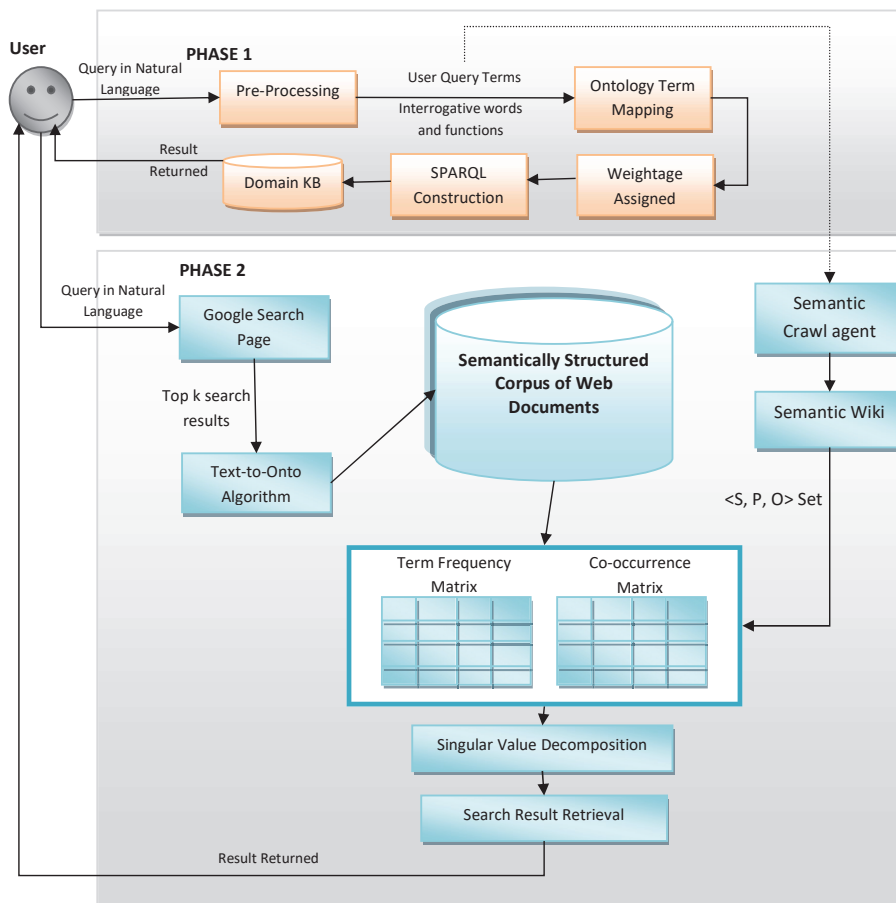 User
PHASE 1
Query in Natural
Language
Pre-Processing
User Query Terms
Interrogative words
and functions
Ontology Term
Mapping
Result
Returned
Domain KB
SPARQL
Construction
Weightage
Assigned
PHASE 2
Query in Natural
Language
Google Search
Page
Top k search
results
Text-to-Onto
Algorithm
Semantically Structured
Corpus of Web
Documents
Semantic
Crawl agent
Semantic Wiki
<S, P, O> Set
Term Frequency
Matrix
Co-occurrence
Matrix
Singular Value Decomposition
Search Result Retrieval
Result Returned